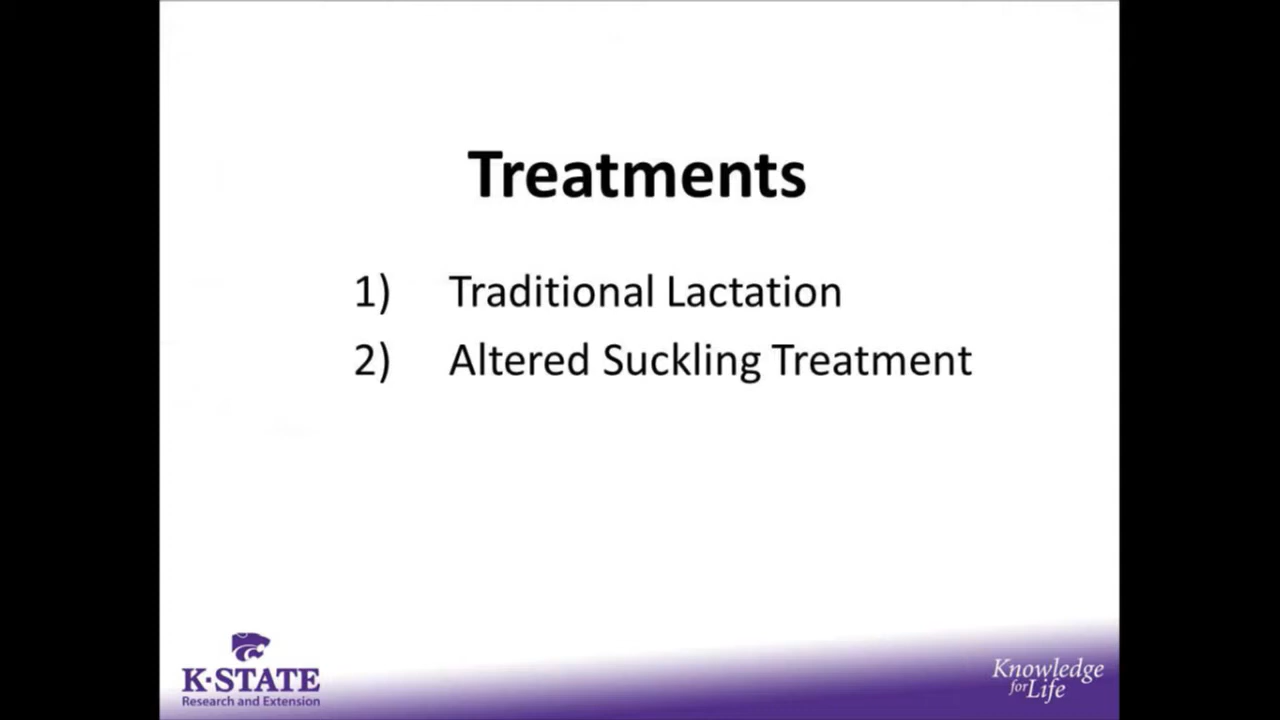 Treatments
1) Traditional Lactation
2) Altered Suckling Treatment
K-STATE
Research and Extension
Knowledge
for Life